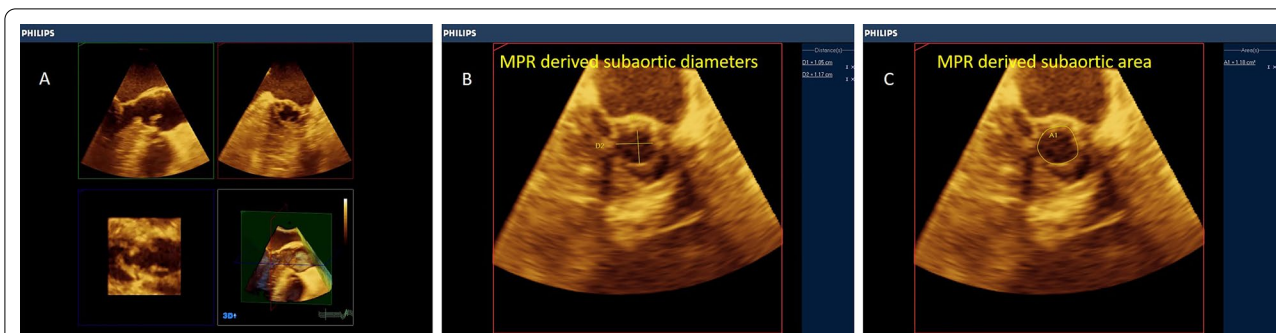 PHILIPS
A
3D
PHILIPS
MPR derived subaortic diameters
B
Distance(s)
D1 + 1.05 cm
D2 + 1.17 cm
D2
PHILIPS
MPR derived subaortic area
C
Area(s)
A1 + 1.18 cm²
A1